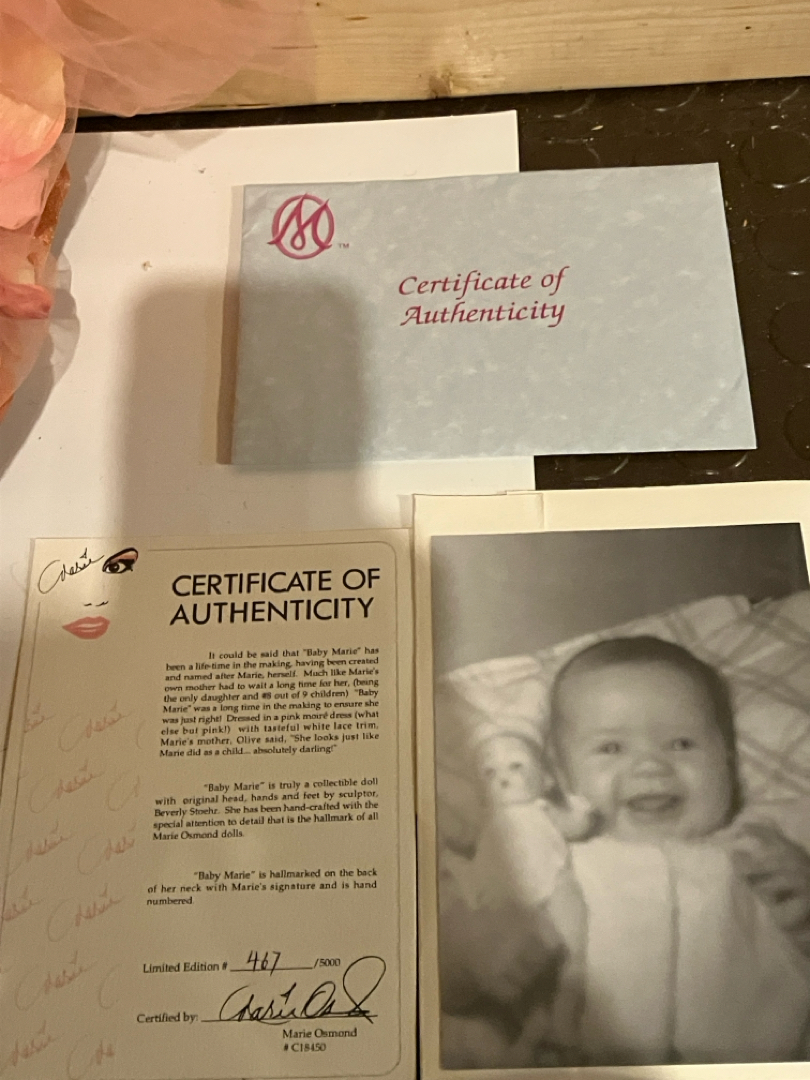 M
TM
Certificate of
Authenticity
Marie
CERTIFICATE OF
AUTHENTICITY
It could be said that "Baby Marie" has
been a life-time in the making, having been created
and named after Marie, herself. Much like Marie's
own mother had to wait a long time for her, (being
the only daughter and #8 out of 9 children) "Baby
Marie" was a long time in the making to ensure she
was just right! Dressed in a pink moiré dress (what
else but pink!) with tasteful white lace trim,
Marie's mother, Olive said, "She looks just like
Marie did as a child... absolutely darling!"
"Baby Marie" is truly a collectible doll
with original head, hands and feet by sculptor,
Beverly Stoehr. She has been hand-crafted with the
special attention to detail that is the hallmark of all
Marie Osmond dolls.
"Baby Marie" is hallmarked on the back
of her neck with Marie's signature and is hand
numbered.
Limited Edition # 467 /5000
Certified by: Marie Osmond
Marie Osmond
# C18450